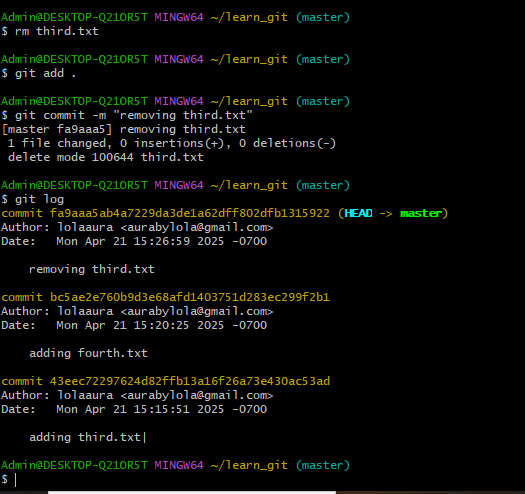 Admin@DESKTOP-Q21OR5T MINGW64 ~/learn_git (master)
$ rm third.txt
Admin@DESKTOP-Q21OR5T MINGW64 ~/learn_git (master)
$ git add .
Admin@DESKTOP-Q21OR5T MINGW64 ~/learn_git (master)
$ git commit -m "removing third.txt"
[master fa9aaa5] removing third.txt
 1 file changed, 0 insertions(+), 0 deletions(-)
 delete mode 100644 third.txt
Admin@DESKTOP-Q21OR5T MINGW64 ~/learn_git (master)
$ git log
commit fa9aaa5ab4a7229da3de1a62dff802dfb1315922 (HEAD -> master)
Author: lolaaura <aurabylola@gmail.com>
Date:   Mon Apr 21 15:26:59 2025 -0700
    removing third.txt
commit bc5ae2e760b9d3e68afd1403751d283ec299f2b1
Author: lolaaura <aurabylola@gmail.com>
Date:   Mon Apr 21 15:20:25 2025 -0700
    adding fourth.txt
commit 43eec72297624d82ffb13a16f26a73e430ac53ad
Author: lolaaura <aurabylola@gmail.com>
Date:   Mon Apr 21 15:15:51 2025 -0700
    adding third.txt
Admin@DESKTOP-Q21OR5T MINGW64 ~/learn_git (master)
$